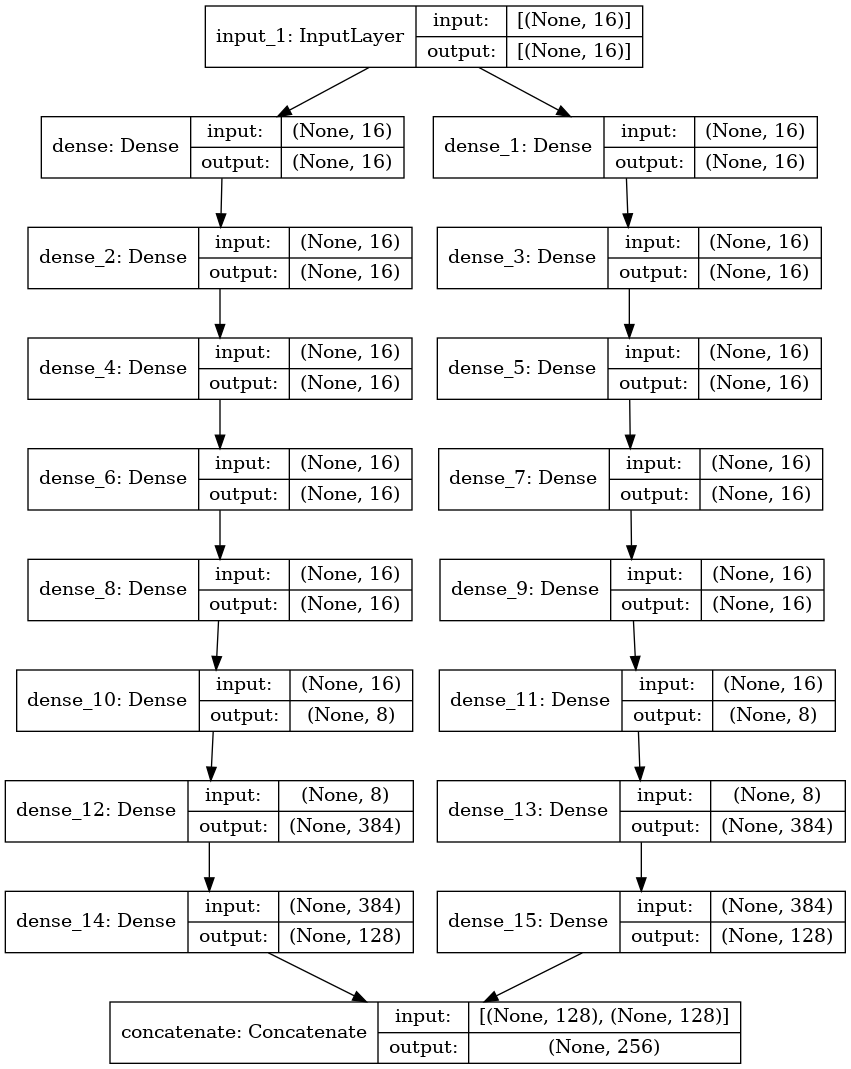 input_1: InputLayer input: [(None, 16)]
output: [(None, 16)]
dense: Dense input: (None, 16)
output: (None, 16)
dense_1: Dense input: (None, 16)
output: (None, 16)
dense_2: Dense input: (None, 16)
output: (None, 16)
dense_3: Dense input: (None, 16)
output: (None, 16)
dense_4: Dense input: (None, 16)
output: (None, 16)
dense_5: Dense input: (None, 16)
output: (None, 16)
dense_6: Dense input: (None, 16)
output: (None, 16)
dense_7: Dense input: (None, 16)
output: (None, 16)
dense_8: Dense input: (None, 16)
output: (None, 16)
dense_9: Dense input: (None, 16)
output: (None, 16)
dense_10: Dense input: (None, 16)
output: (None, 8)
dense_11: Dense input: (None, 16)
output: (None, 8)
dense_12: Dense input: (None, 8)
output: (None, 384)
dense_13: Dense input: (None, 8)
output: (None, 384)
dense_14: Dense input: (None, 384)
output: (None, 128)
dense_15: Dense input: (None, 384)
output: (None, 128)
concatenate: Concatenate input: [(None, 128), (None, 128)]
output: (None, 256)